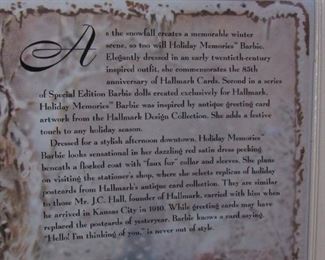 As the snowfall creates a memorable winter
scene, so too will Holiday Memories™ Barbie.
Elegantly dressed in an early twentieth-century
inspired outfit, she commemorates the 85th
anniversary of Hallmark Cards. Second in a series
of Special Edition Barbie dolls created exclusively for Hallmark,
Holiday Memories™ Barbie was inspired by antique greeting card
artwork from the Hallmark Design Collection. She adds a festive
touch to any holiday season.
Dressed for a stylish afternoon downtown, Holiday Memories™
Barbie looks sensational in her dazzling red satin dress peeking
beneath a flocked coat with "faux fur" collar and sleeves. She plans
on visiting the stationer's shop, where she selects replicas of holiday
postcards from Hallmark's antique card collection. They are similar
to those Mr. J.C. Hall, founder of Hallmark, carried with him when
he arrived in Kansas City in 1910. While greeting cards may have
replaced the postcards of yesteryear, Barbie knows a card saying,
"Hello! I'm thinking of you," is never out of style.